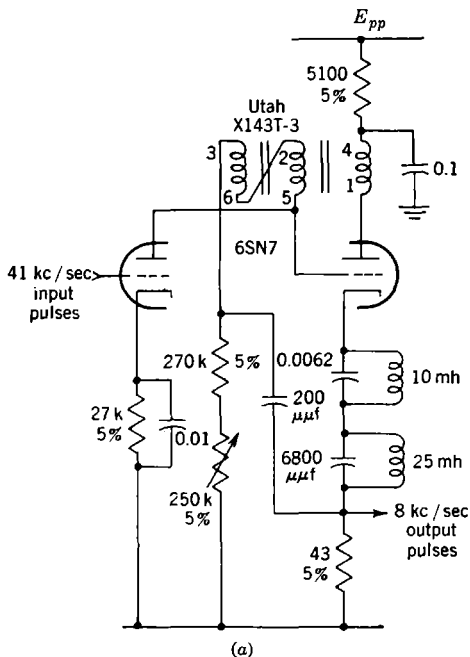 E_pp
5100
5%
Utah
X143T-3
3
2
4
6
5
1
0.1
6SN7
41 kc/sec
input
pulses
270 k
5%
0.0062
10 mh
200
μμf
27 k
5%
0.01
6800
μμf
25 mh
250 k
5%
8 kc/sec
output
pulses
43
5%
(a)